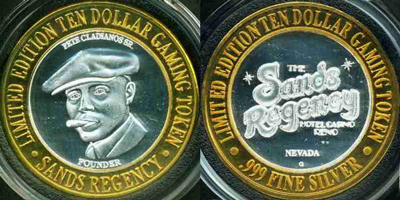 LIMITED EDITION TEN DOLLAR GAMING TOKEN
PETE CLADIANOS SR.
FOUNDER
• SANDS REGENCY •
LIMITED EDITION TEN DOLLAR GAMING TOKEN
THE
Sands
Regency
HOTEL CASINO
RENO
NEVADA
G
• .999 FINE SILVER •